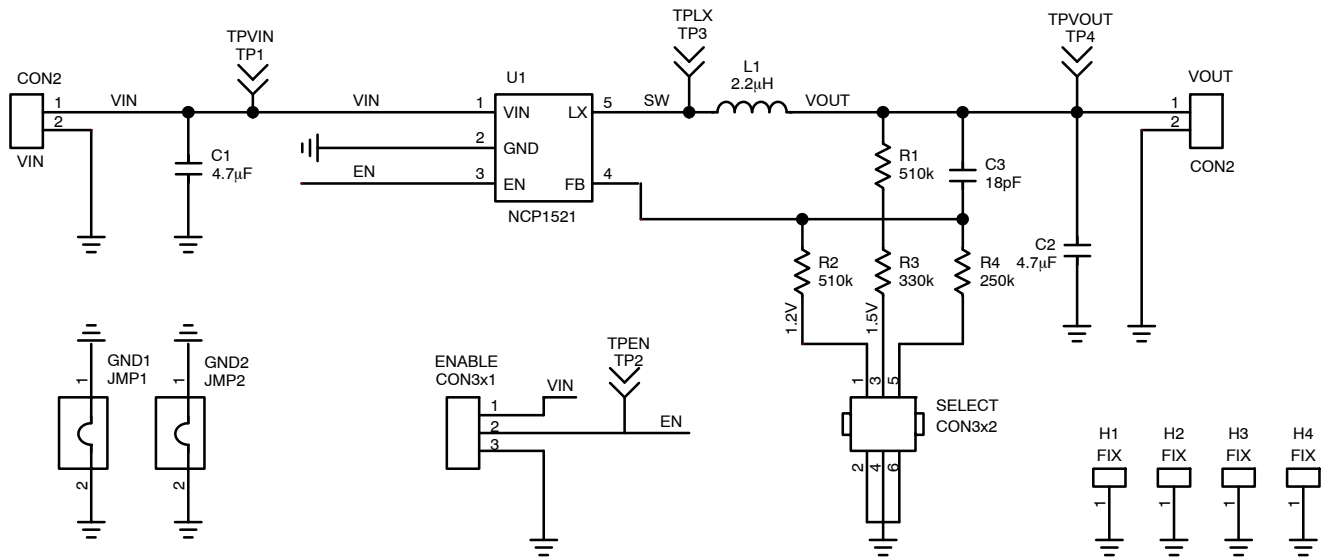 TPVIN
TP1
TPLX
TP3
TPVOUT
TP4
CON2
1
2
VIN
VIN
VIN
C1
4.7μF
U1
1
VIN
LX
5
2
GND
3
EN
FB
4
EN
NCP1521
SW
L1
2.2μH
VOUT
R1
510k
C3
18pF
VOUT
1
2
CON2
R2
510k
R3
330k
R4
250k
C2
4.7μF
1.2V
1.5V
GND1
JMP1
1
2
GND2
JMP2
1
2
ENABLE
CON3x1
1
2
3
VIN
TPEN
TP2
EN
1
3
5
SELECT
CON3x2
2
4
6
H1
FIX
1
H2
FIX
1
H3
FIX
1
H4
FIX
1